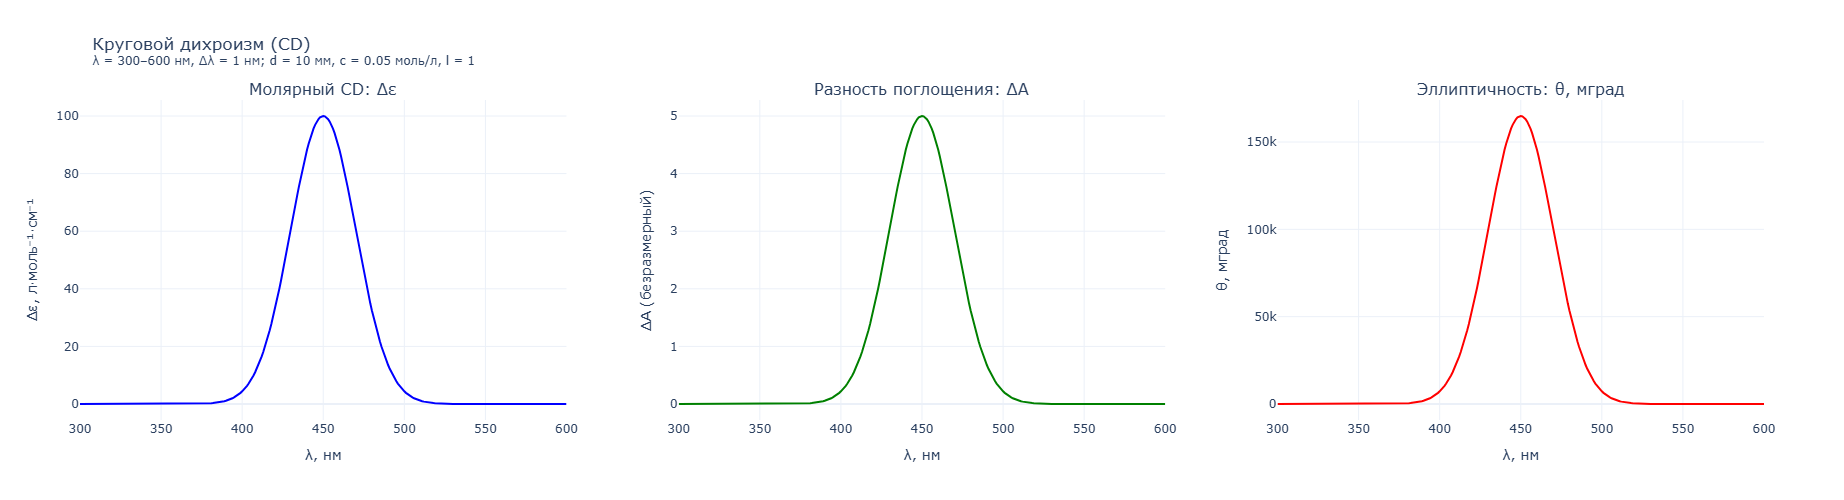 Круговой дихроизм (CD)
λ = 300–600 нм, Δλ = 1 нм; d = 10 мм, c = 0.05 моль/л, l = 1
Молярный CD: Δε
100
80
60
40
20
0
Δε, л·моль⁻¹·см⁻¹
300 350 400 450 500 550 600
λ, нм
Разность поглощения: ΔA
5
4
3
2
1
0
ΔA (безразмерный)
300 350 400 450 500 550 600
λ, нм
Эллиптичность: θ, мград
150k
100k
50k
0
θ, мград
300 350 400 450 500 550 600
λ, нм